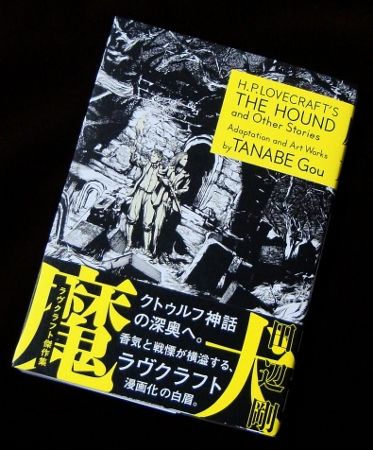 H.P.LOVECRAFT'S
THE HOUND
and Other Stories
Adaptation and Art Works
by TANABE Gou
魔犬
ラヴクラフト傑作集
クトゥルフ神話
の深奥へ。
香気と戦慄が横溢する、
ラヴクラフト
漫画化の白眉。
田辺剛